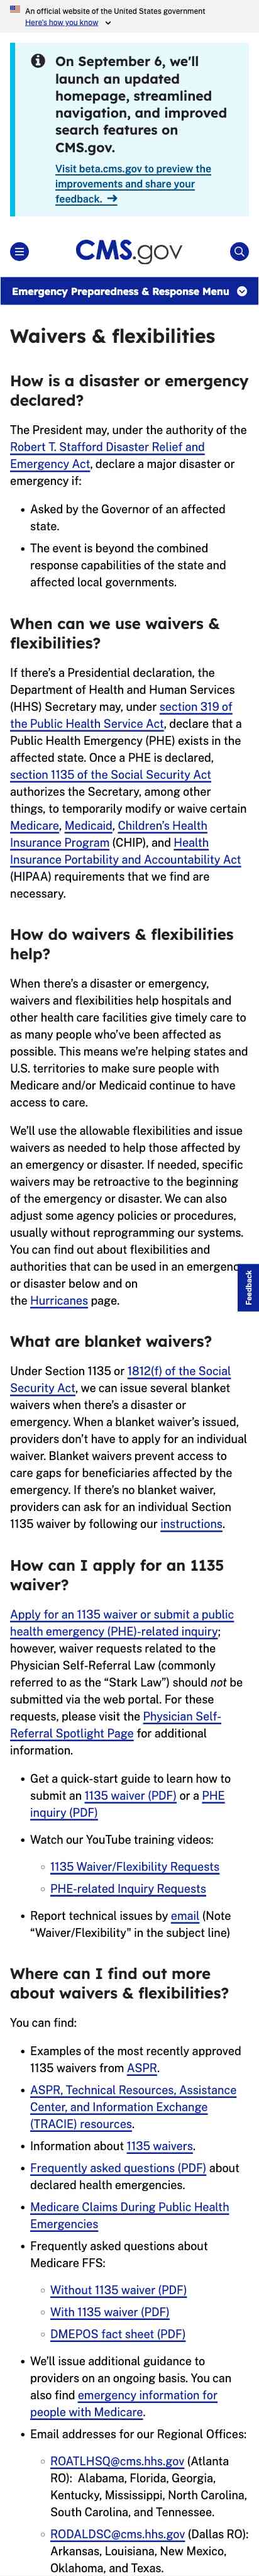 An official website of the United States government
Here's how you know
On September 6, we'll
launch an updated
homepage, streamlined
navigation, and improved
search features on
CMS.gov.
Visit beta.cms.gov to preview the
improvements and share your
feedback. →
CMS.gov
Emergency Preparedness & Response Menu
Waivers & flexibilities
How is a disaster or emergency
declared?
The President may, under the authority of the
Robert T. Stafford Disaster Relief and
Emergency Act, declare a major disaster or
emergency if:
• Asked by the Governor of an affected
state.
• The event is beyond the combined
response capabilities of the state and
affected local governments.
When can we use waivers &
flexibilities?
If there's a Presidential declaration, the
Department of Health and Human Services
(HHS) Secretary may, under section 319 of
the Public Health Service Act, declare that a
Public Health Emergency (PHE) exists in the
affected state. Once a PHE is declared,
section 1135 of the Social Security Act
authorizes the Secretary, among other
things, to temporarily modify or waive certain
Medicare, Medicaid, Children's Health
Insurance Program (CHIP), and Health
Insurance Portability and Accountability Act
(HIPAA) requirements that we find are
necessary.
How do waivers & flexibilities
help?
When there's a disaster or emergency,
waivers and flexibilities help hospitals and
other health care facilities give timely care to
as many people who've been affected as
possible. This means we're helping states and
U.S. territories to make sure people with
Medicare and/or Medicaid continue to have
access to care.
We'll use the allowable flexibilities and issue
waivers as needed to help those affected by
an emergency or disaster. If needed, specific
waivers may be retroactive to the beginning
of the emergency or disaster. We can also
adjust some agency policies or procedures,
usually without reprogramming our systems.
You can find out about flexibilities and
authorities that can be used in an emergenc
or disaster below and on
the Hurricanes page.
Feedback
What are blanket waivers?
Under Section 1135 or 1812(f) of the Social
Security Act, we can issue several blanket
waivers when there's a disaster or
emergency. When a blanket waiver's issued,
providers don't have to apply for an individual
waiver. Blanket waivers prevent access to
care gaps for beneficiaries affected by the
emergency. If there's no blanket waiver,
providers can ask for an individual Section
1135 waiver by following our instructions.
How can I apply for an 1135
waiver?
Apply for an 1135 waiver or submit a public
health emergency (PHE)-related inquiry;
however, waiver requests related to the
Physician Self-Referral Law (commonly
referred to as the “Stark Law”) should not be
submitted via the web portal. For these
requests, please visit the Physician Self-
Referral Spotlight Page for additional
information.
• Get a quick-start guide to learn how to
submit an 1135 waiver (PDF) or a PHE
inquiry (PDF)
• Watch our YouTube training videos:
◦ 1135 Waiver/Flexibility Requests
◦ PHE-related Inquiry Requests
• Report technical issues by email (Note
“Waiver/Flexibility" in the subject line)
Where can I find out more
about waivers & flexibilities?
You can find:
• Examples of the most recently approved
1135 waivers from ASPR.
• ASPR, Technical Resources, Assistance
Center, and Information Exchange
(TRACIE) resources.
• Information about 1135 waivers.
• Frequently asked questions (PDF) about
declared health emergencies.
• Medicare Claims During Public Health
Emergencies
• Frequently asked questions about
Medicare FFS:
◦ Without 1135 waiver (PDF)
◦ With 1135 waiver (PDF)
◦ DMEPOS fact sheet (PDF)
• We'll issue additional guidance to
providers on an ongoing basis. You can
also find emergency information for
people with Medicare.
• Email addresses for our Regional Offices:
◦ ROATLHSQ@cms.hhs.gov (Atlanta
RO): Alabama, Florida, Georgia,
Kentucky, Mississippi, North Carolina,
South Carolina, and Tennessee.
◦ RODALDSC@cms.hhs.gov (Dallas RO):
Arkansas, Louisiana, New Mexico,
Oklahoma, and Texas.